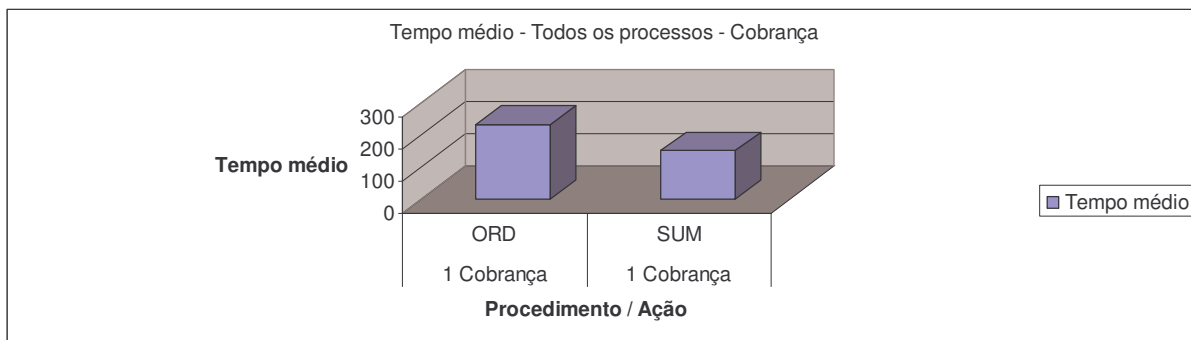 Tempo médio - Todos os processos - Cobrança
300
200
100
0
Tempo médio
ORD
SUM
1 Cobrança
1 Cobrança
Procedimento / Ação
Tempo médio